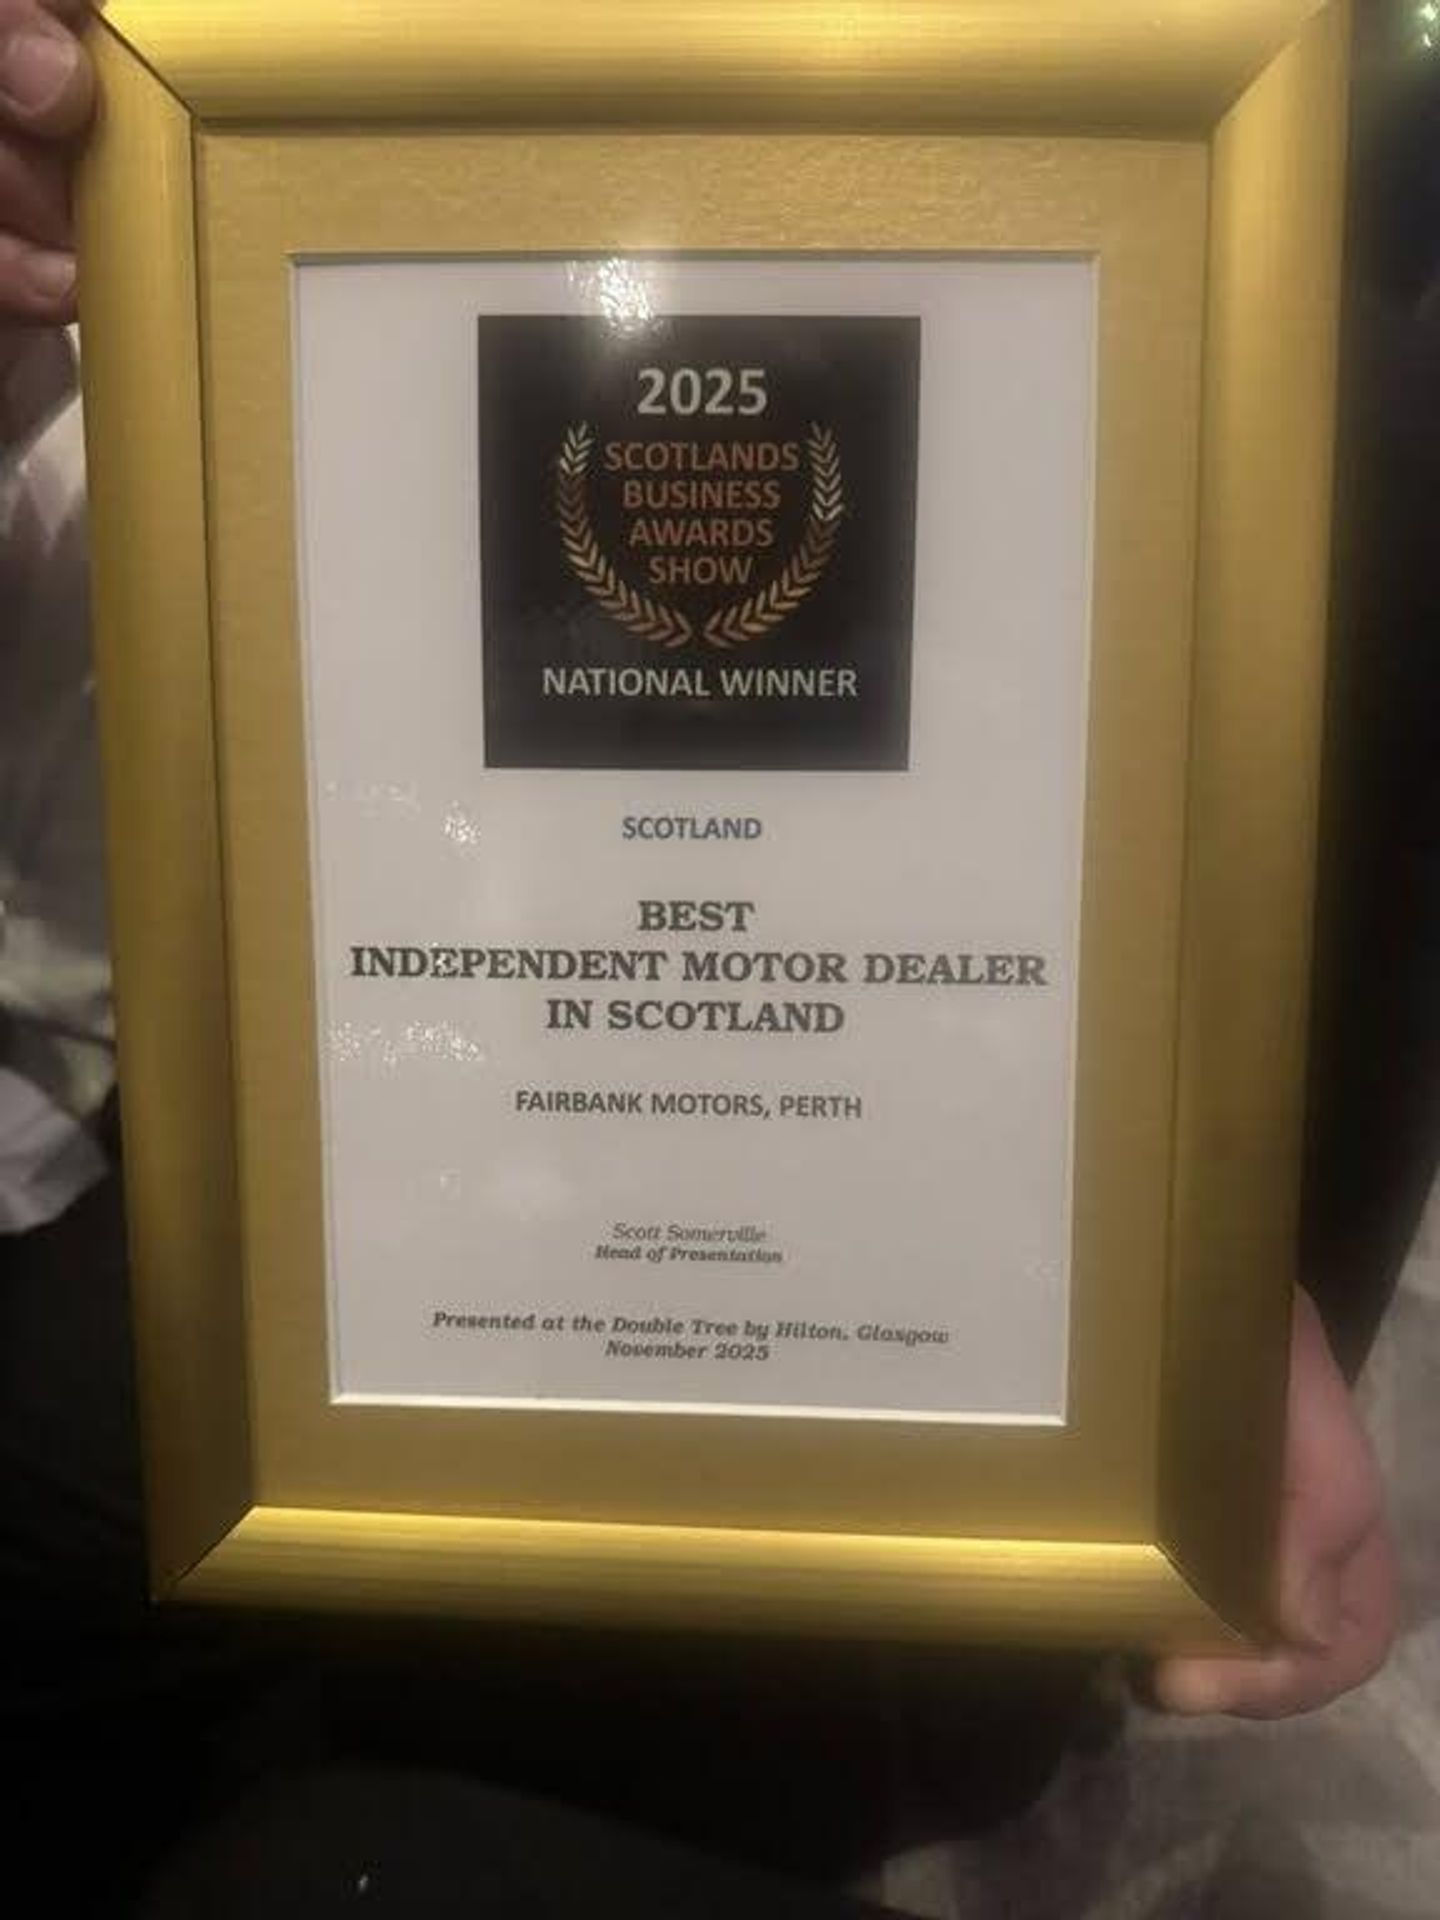 2025
SCOTLANDS
BUSINESS
AWARDS
SHOW
NATIONAL WINNER
SCOTLAND
BEST
INDEPENDENT MOTOR DEALER
IN SCOTLAND
FAIRBANK MOTORS, PERTH
Scott Somerville
Head of Presentation
Presented at the Double Tree by Hilton, Glasgow
November 2025